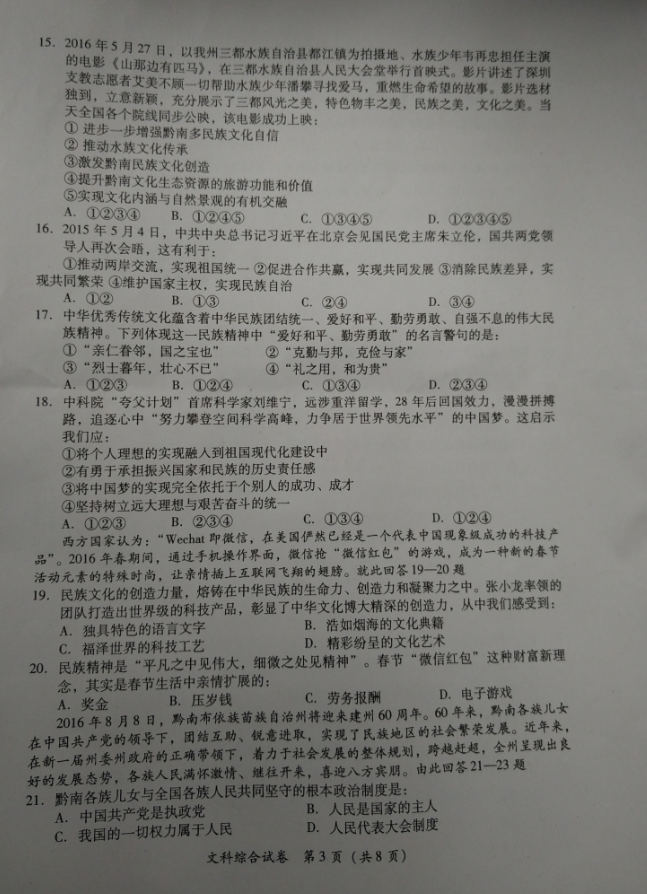 15. 2016 年 5 月 27 日，以我州三都水族自治县都江镇为拍摄地、水族少年韦再忠担任主演
的电影《山那边有匹马》，在三都水族自治县人民大会堂举行首映式。影片讲述了深圳
支教志愿者艾美不顾一切帮助水族少年潘攀寻找爱马，重燃生命希望的故事。影片选材
独到，立意新颖，充分展示了三都风光之美，特色物丰之美，民族之美，文化之美。当
天全国各个院线同步公映，该电影成功上映：
① 进步一步增强黔南多民族文化自信
② 推动水族文化传承
③激发黔南民族文化创造
④提升黔南文化生态资源的旅游功能和价值
⑤实现文化内涵与自然景观的有机交融
A. ①②③④ B. ①②④⑤ C. ①③④⑤ D. ①②③④⑤
16. 2015 年 5 月 4 日，中共中央总书记习近平在北京会见国民党主席朱立伦，国共两党领
导人再次会晤，这有利于：
①推动两岸交流，实现祖国统一 ②促进合作共赢，实现共同发展 ③消除民族差异，实
现共同繁荣 ④维护国家主权，实现民族自治
A. ①② B. ①③ C. ②④ D. ③④
17. 中华优秀传统文化蕴含着中华民族团结统一、爱好和平、勤劳勇敢、自强不息的伟大民
族精神。下列体现这一民族精神中“爱好和平、勤劳勇敢”的名言警句的是：
①“亲仁眷邻，国之宝也” ②“克勤与邦，克俭与家”
③“烈士暮年，壮心不已” ④“礼之用，和为贵”
A. ①②③ B. ①②④ C. ①③④ D. ②③④
18. 中科院“夸父计划”首席科学家刘维宁，远涉重洋留学，28 年后回国效力，漫漫拼搏
路，追逐心中“努力攀登空间科学高峰，力争居于世界领先水平”的中国梦。这启示
我们应：
①将个人理想的实现融入到祖国现代化建设中
②有勇于承担振兴国家和民族的历史责任感
③将中国梦的实现完全依托于个别人的成功、成才
④坚持树立远大理想与艰苦奋斗的统一
A. ①②③ B. ②③④ C. ①③④ D. ①②④
西方国家认为：“Wechat 即微信，在美国俨然已经是一个代表中国现象级成功的科技产
品”。2016 年春期间，通过手机操作界面，微信抢“微信红包”的游戏，成为一种新的春节
活动元素的特殊时尚，让亲情插上互联网飞翔的翅膀。就此回答 19—20 题
19. 民族文化的创造力量，熔铸在中华民族的生命力、创造力和凝聚力之中。张小龙率领的
团队打造出世界级的科技产品，彰显了中华文化博大精深的创造力，从中我们感受到：
A. 独具特色的语言文字 B. 浩如烟海的文化典籍
C. 福泽世界的科技工艺 D. 精彩纷呈的文化艺术
20. 民族精神是“平凡之中见伟大，细微之处见精神”。春节“微信红包”这种财富新理
念，其实是春节生活中亲情扩展的：
A. 奖金 B. 压岁钱 C. 劳务报酬 D. 电子游戏
2016 年 8 月 8 日，黔南布依族苗族自治州将迎来建州 60 周年。60 年来，黔南各族儿女
在中国共产党的领导下，团结互助、锐意进取，实现了民族地区的社会繁荣发展。近年来，
在新一届州委州政府的正确带领下，着力于社会发展的整体规划，跨越赶超，全州呈现出良
好的发展态势，各族人民满怀激情、继往开来，喜迎八方宾朋。由此回答 21—23 题
21. 黔南各族儿女与全国各族人民共同坚守的根本政治制度是：
A. 中国共产党是执政党 B. 人民是国家的主人
C. 我国的一切权力属于人民 D. 人民代表大会制度
文科综合试卷 第 3 页（共 8 页）